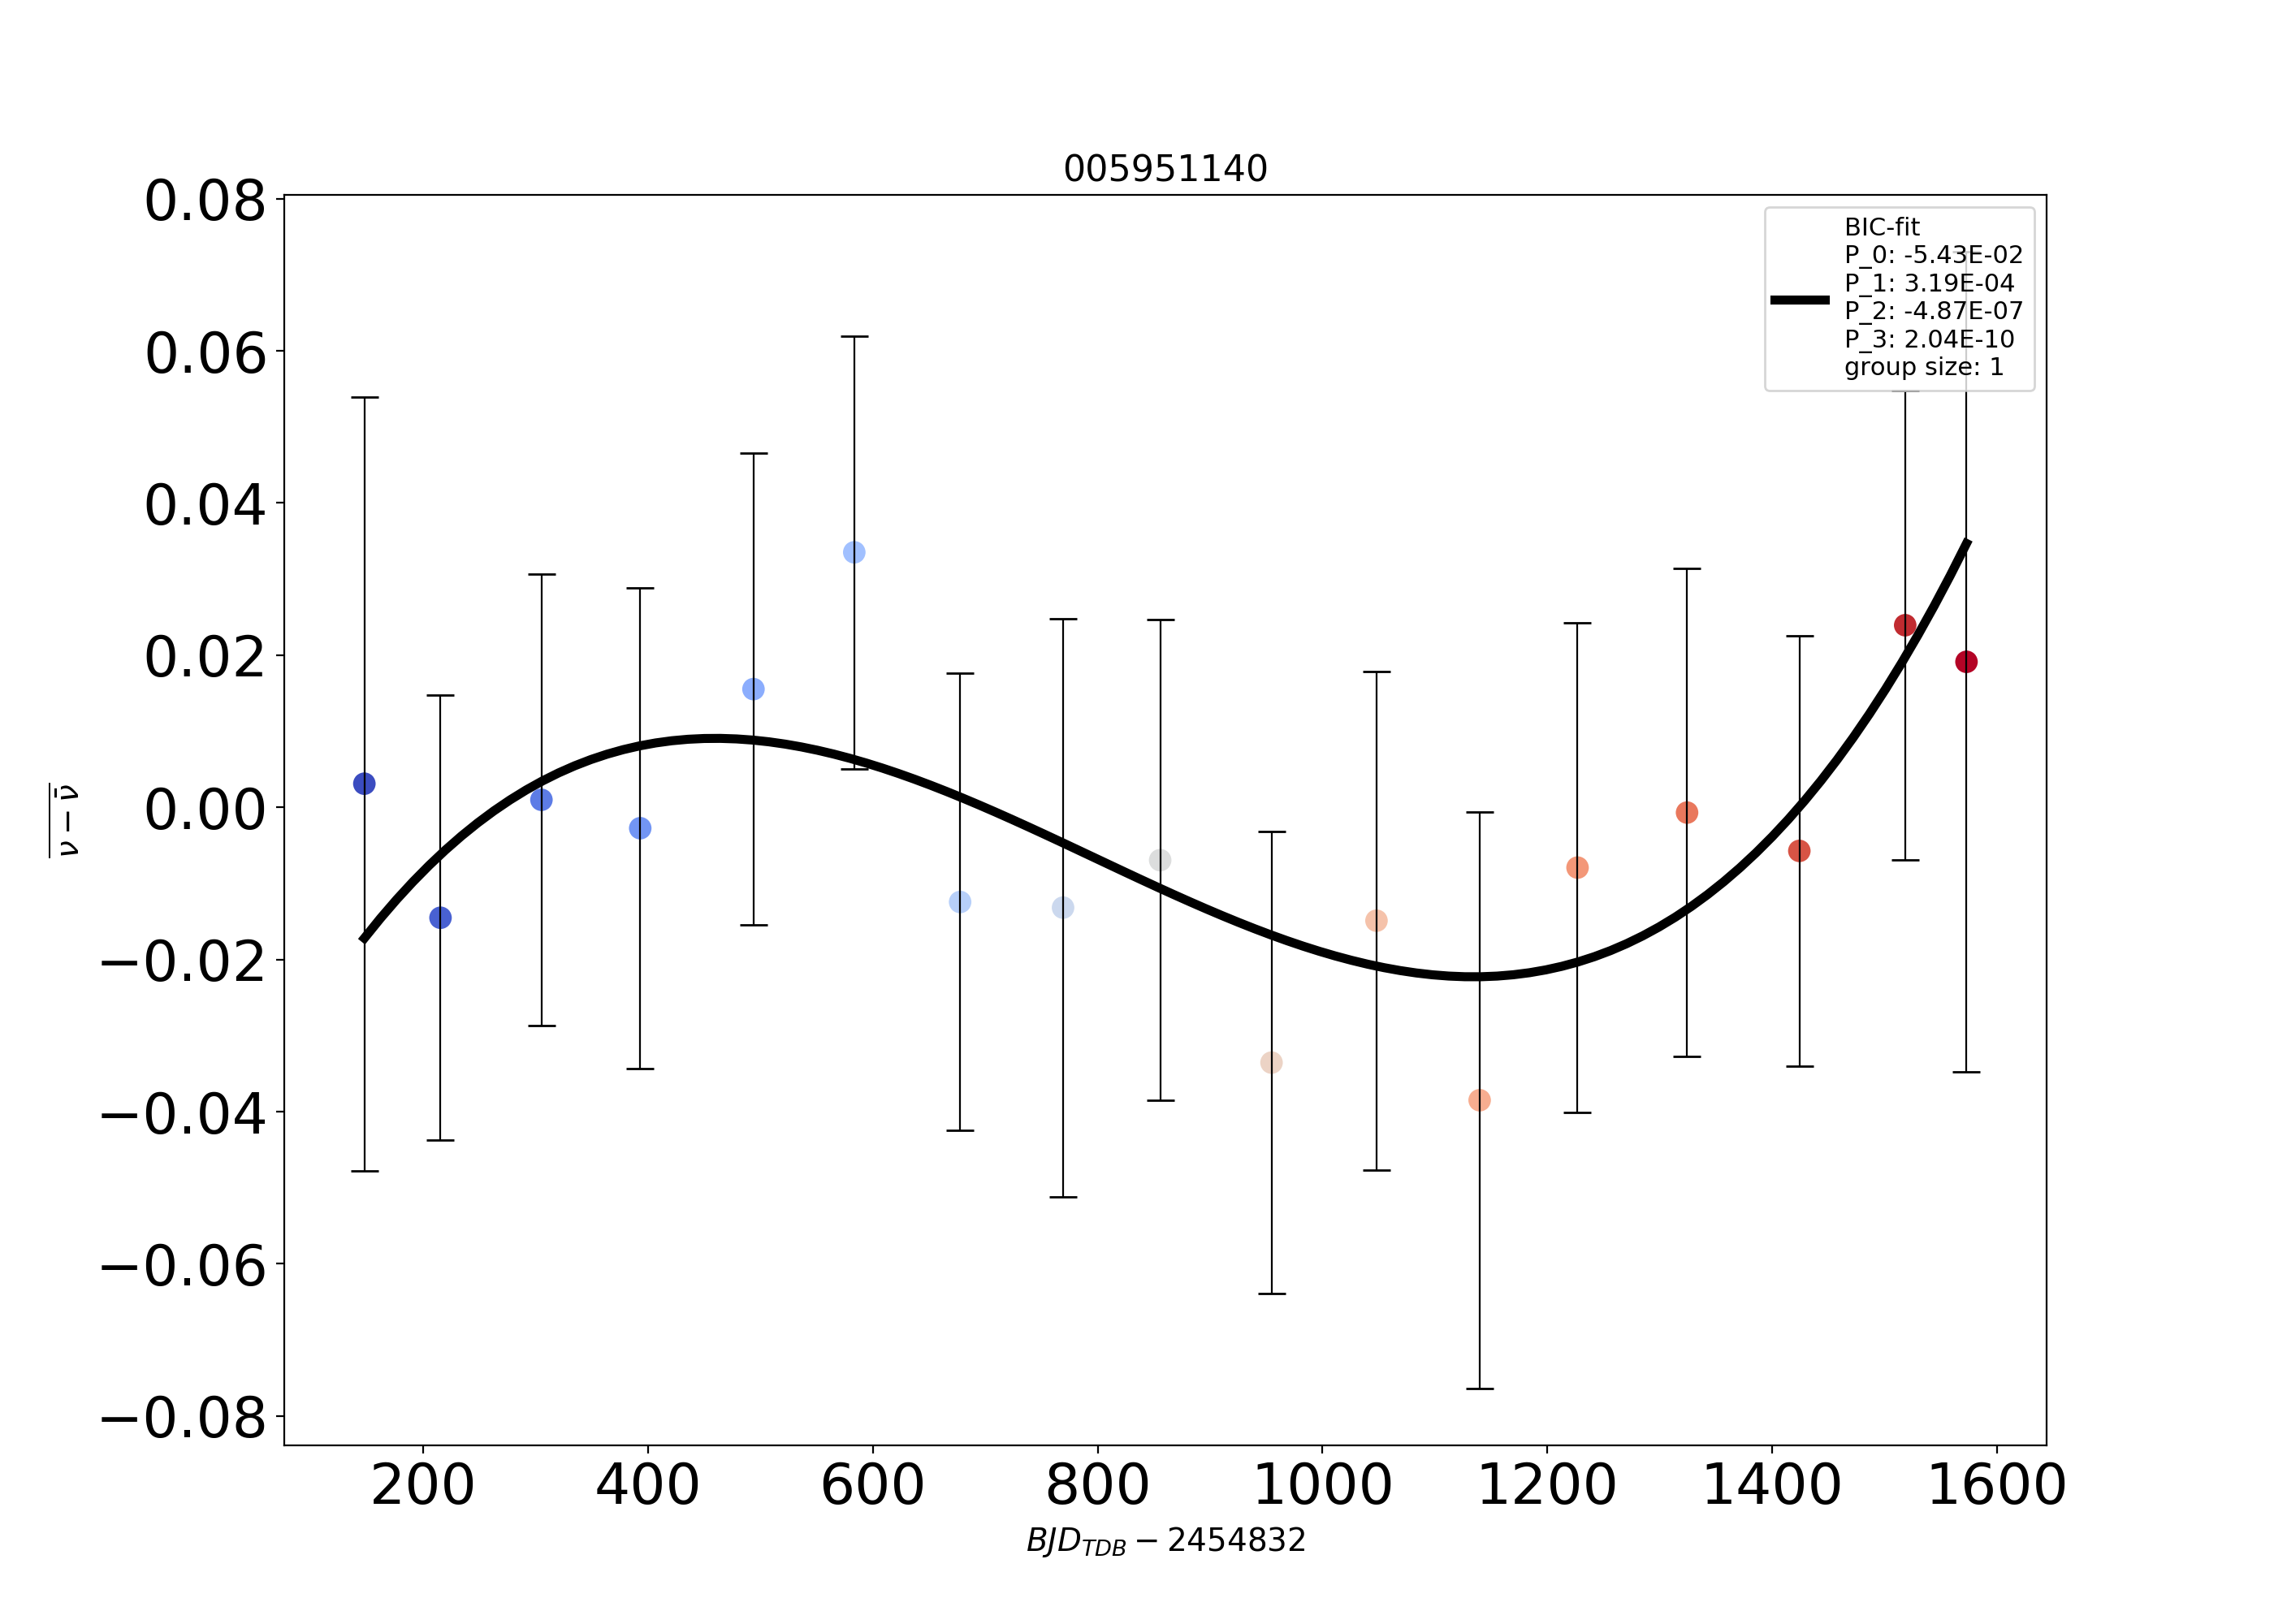 005951140
BIC-fit
P_0: -5.43E-02
P_1: 3.19E-04
P_2: -4.87E-07
P_3: 2.04E-10
group size: 1
0.08
0.06
0.04
0.02
0.00
−0.02
−0.04
−0.06
−0.08
ν − ν̄
200 400 600 800 1000 1200 1400 1600
BJD_TDB − 2454832